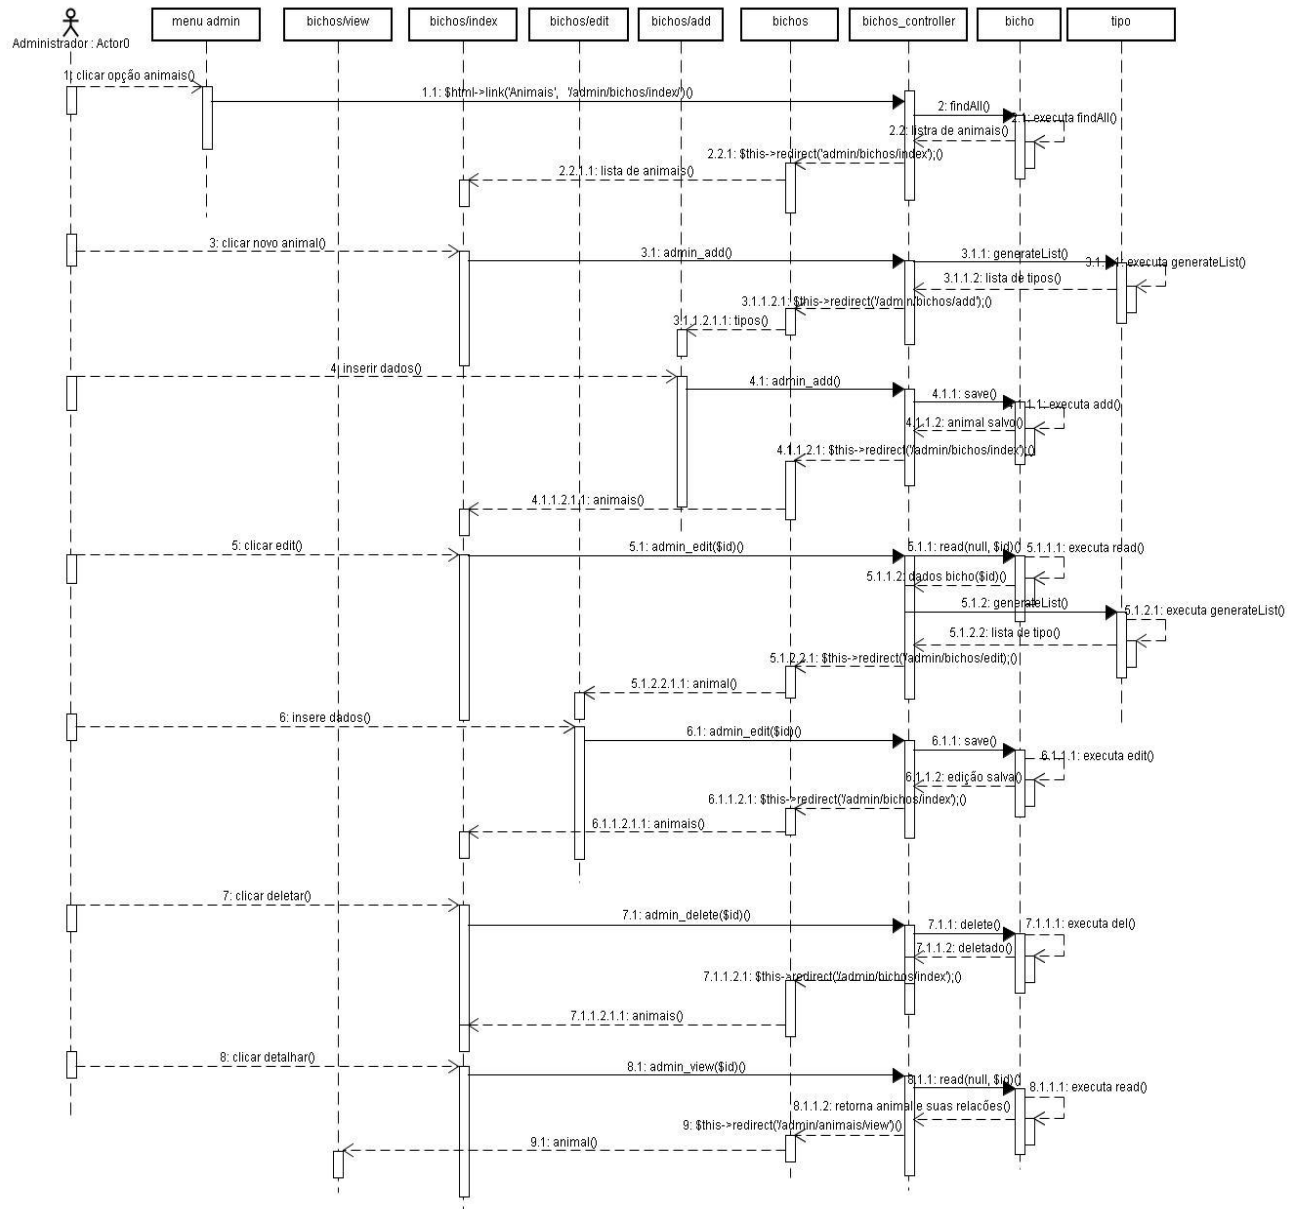 menu admin
bichos/view
bichos/index
bichos/edit
bichos/add
bichos
bichos_controller
bicho
tipo
Administrador : Actor0
1: clicar opção animais()
1.1: $html->link('Animais', '/admin/bichos/index/')()
2: findAll()
2.1: executa findAll()
2.2: listra de animais()
2.2.1: $this->redirect('admin/bichos/index');()
2.2.1.1: lista de animais()
3: clicar novo animal()
3.1: admin_add()
3.1.1: generateList()
3.1.1.1: executa generateList()
3.1.1.2: lista de tipos()
3.1.1.2.1: $this->redirect('/admin/bichos/add');()
3.1.1.2.1.1: tipos()
4: inserir dados()
4.1: admin_add()
4.1.1: save()
4.1.1.1: executa add()
4.1.1.2: animal salvo()
4.1.1.2.1: $this->redirect('/admin/bichos/index');()
4.1.1.2.1.1: animais()
5: clicar edit()
5.1: admin_edit($id)()
5.1.1: read(null, $id)()
5.1.1.1: executa read()
5.1.1.2: dados bicho($id)()
5.1.2: generateList()
5.1.2.1: executa generateList()
5.1.2.2: lista de tipo()
5.1.2.2.1: $this->redirect('/admin/bichos/edit);()
5.1.2.2.1.1: animal()
6: insere dados()
6.1: admin_edit($id)()
6.1.1: save()
6.1.1.1: executa edit()
6.1.1.2: edição salva()
6.1.1.2.1: $this->redirect('/admin/bichos/index');()
6.1.1.2.1.1: animais()
7: clicar deletar()
7.1: admin_delete($id)()
7.1.1: delete()
7.1.1.1: executa del()
7.1.1.2: deletado()
7.1.1.2.1: $this->redirect('/admin/bichos/index');()
7.1.1.2.1.1: animais()
8: clicar detalhar()
8.1: admin_view($id)()
8.1.1: read(null, $id)()
8.1.1.1: executa read()
8.1.1.2: retorna animal e suas relacões()
9: $this->redirect('/admin/animais/view')()
9.1: animal()